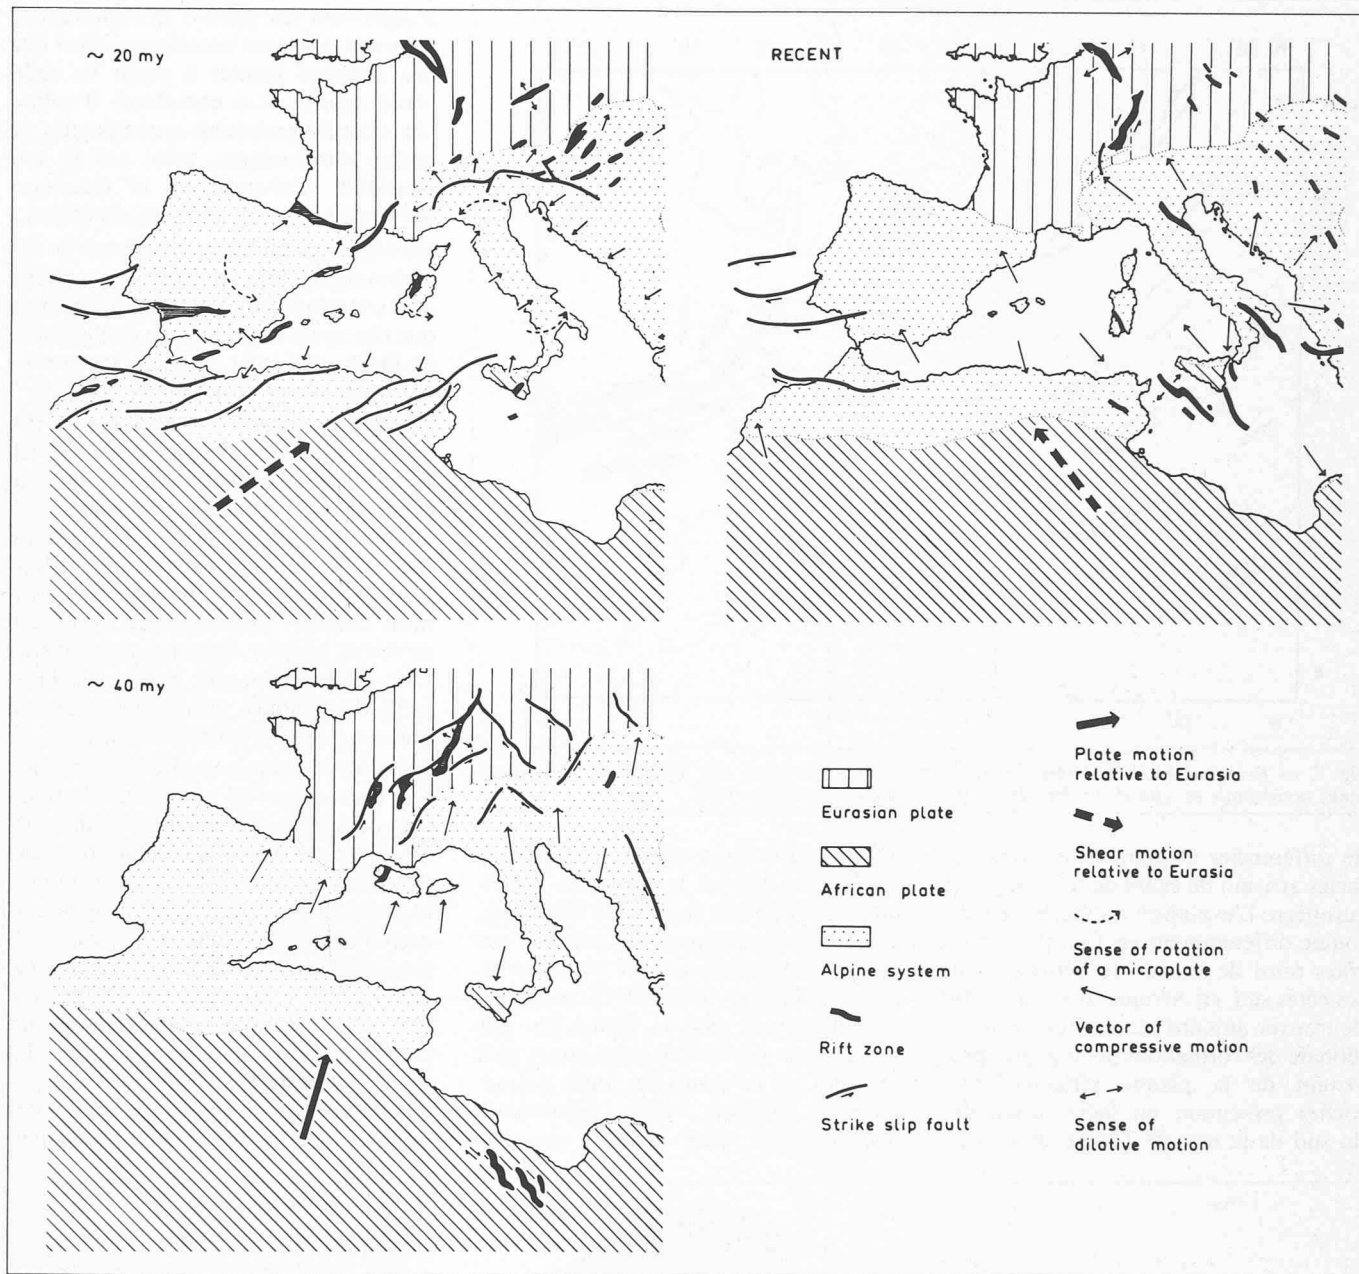 ~ 20 my
RECENT
~ 40 my
Eurasian plate
African plate
Alpine system
Rift zone
Strike slip fault
Plate motion
relative to Eurasia
Shear motion
relative to Eurasia
Sense of rotation
of a microplate
Vector of
compressive motion
Sense of
dilative motion